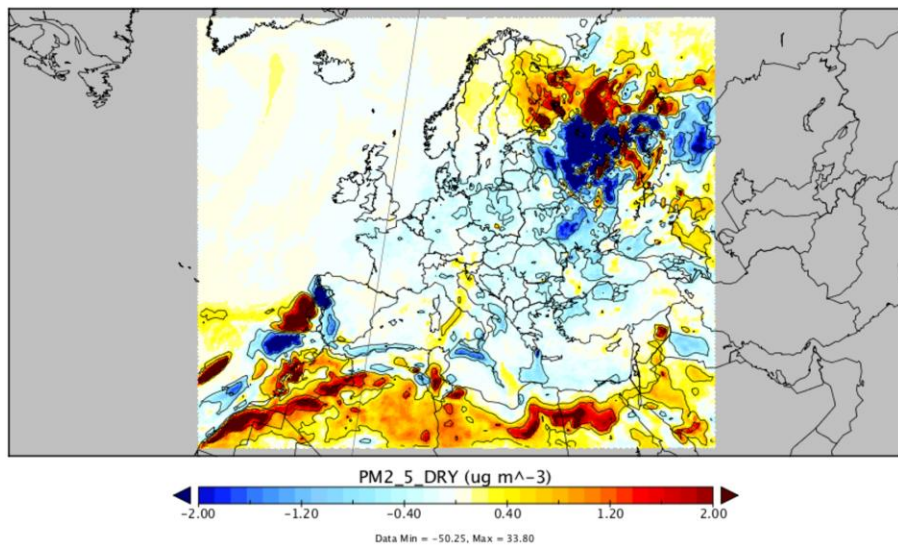 PM2_5_DRY (ug m^-3)
-2.00 -1.20 -0.40 0.40 1.20 2.00
Data Min = -50.25, Max = 33.80